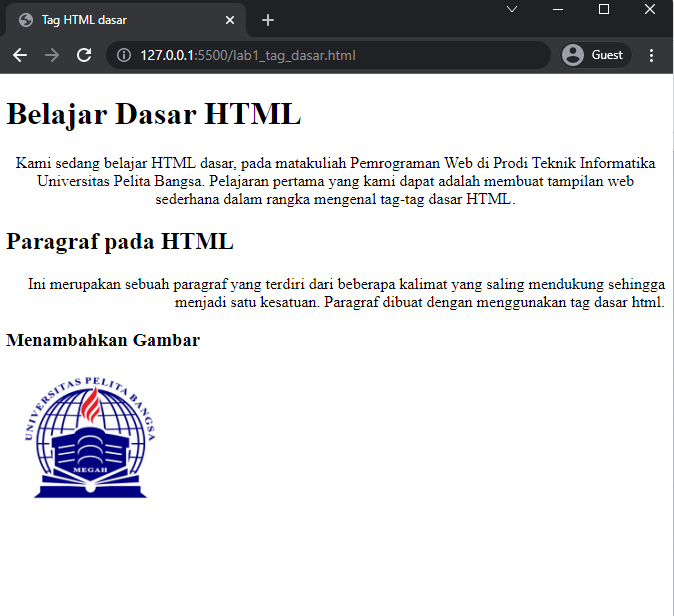 Tag HTML dasar
127.0.0.1:5500/lab1_tag_dasar.html
Guest
Belajar Dasar HTML
Kami sedang belajar HTML dasar, pada matakuliah Pemrograman Web di Prodi Teknik Informatika
Universitas Pelita Bangsa. Pelajaran pertama yang kami dapat adalah membuat tampilan web
sederhana dalam rangka mengenal tag-tag dasar HTML.
Paragraf pada HTML
Ini merupakan sebuah paragraf yang terdiri dari beberapa kalimat yang saling mendukung sehingga
menjadi satu kesatuan. Paragraf dibuat dengan menggunakan tag dasar html.
Menambahkan Gambar
UNIVERSITAS PELITA BANGSA
MEGAH